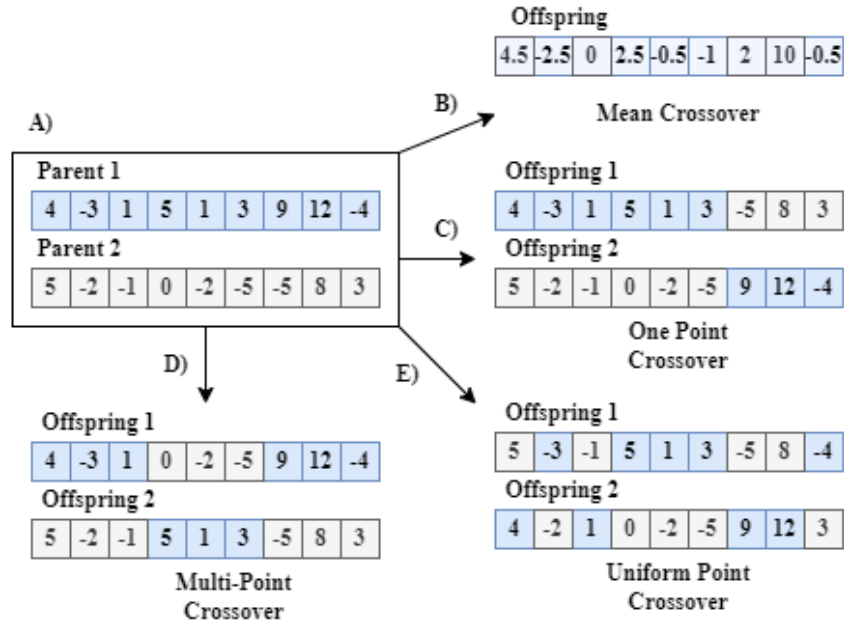 Offspring
4.5 -2.5 0 2.5 -0.5 -1 2 10 -0.5
Mean Crossover
B)
A)
Parent 1
4 -3 1 5 1 3 9 12 -4
Parent 2
5 -2 -1 0 -2 -5 -5 8 3
C)
Offspring 1
4 -3 1 5 1 3 -5 8 3
Offspring 2
5 -2 -1 0 -2 -5 9 12 -4
One Point
Crossover
D)
Offspring 1
4 -3 1 0 -2 -5 9 12 -4
Offspring 2
5 -2 -1 5 1 3 -5 8 3
Multi-Point
Crossover
E)
Offspring 1
5 -3 -1 5 1 3 -5 8 -4
Offspring 2
4 -2 1 0 -2 -5 9 12 3
Uniform Point
Crossover